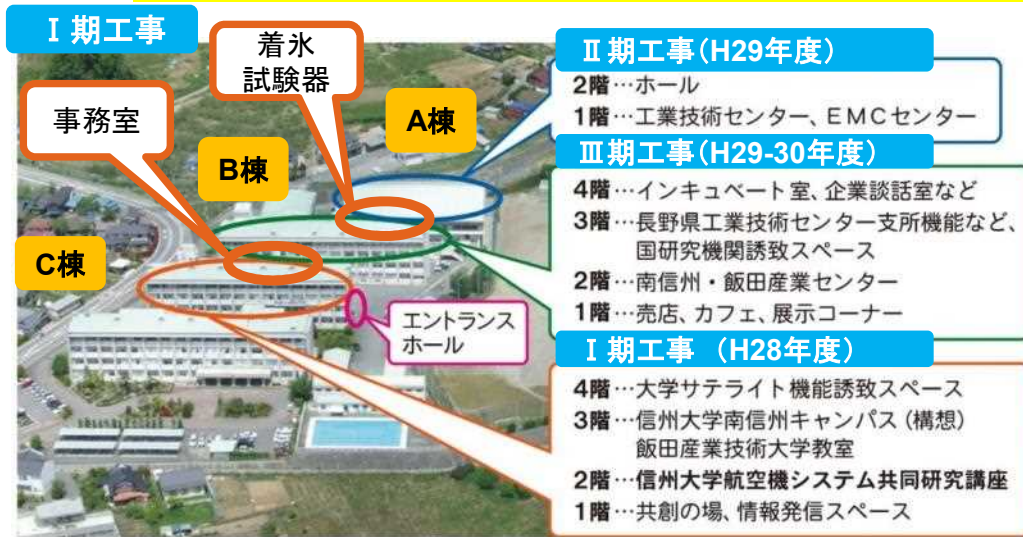 Ⅰ期工事
着氷
試験器
事務室
A棟
B棟
C棟
エントランス
ホール
Ⅱ期工事(H29年度)
2階…ホール
1階…工業技術センター、EMCセンター
Ⅲ期工事(H29-30年度)
4階…インキュベート室、企業談話室など
3階…長野県工業技術センター支所機能など、
国研究機関誘致スペース
2階…南信州・飯田産業センター
1階…売店、カフェ、展示コーナー
Ⅰ期工事 (H28年度)
4階…大学サテライト機能誘致スペース
3階…信州大学南信州キャンパス(構想)
飯田産業技術大学教室
2階…信州大学航空機システム共同研究講座
1階…共創の場、情報発信スペース